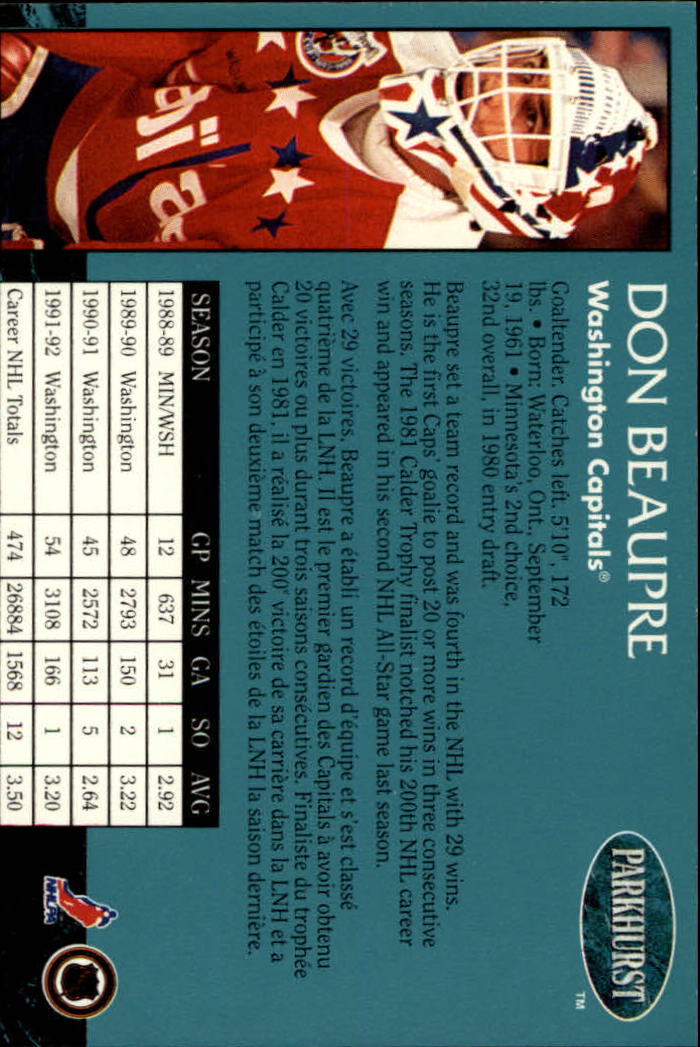 DON BEAUPRE
Washington Capitals®
PARKHURST
TM
Goaltender. Catches left. 5'10", 172
lbs. • Born: Waterloo, Ont., September
19, 1961 • Minnesota's 2nd choice,
32nd overall, in 1980 entry draft.
Beaupre set a team record and was fourth in the NHL with 29 wins.
He is the first Caps' goalie to post 20 or more wins in three consecutive
seasons. The 1981 Calder Trophy finalist notched his 200th NHL career
win and appeared in his second NHL All-Star game last season.
Avec 29 victoires, Beaupre a établi un record d'équipe et s'est classé
quatrième de la LNH. Il est le premier gardien des Capitals à avoir obtenu
20 victoires ou plus durant trois saisons consécutives. Finaliste du trophée
Calder en 1981, il a réalisé la 200e victoire de sa carrière dans la LNH et a
participé à son deuxième match des étoiles de la LNH la saison dernière.
SEASON GP MINS GA SO AVG
1988-89 MIN/WSH 12 637 31 1 2.92
1989-90 Washington 48 2793 150 2 3.22
1990-91 Washington 45 2572 113 5 2.64
1991-92 Washington 54 3108 166 1 3.20
Career NHL Totals 474 26884 1568 12 3.50
NHLPA